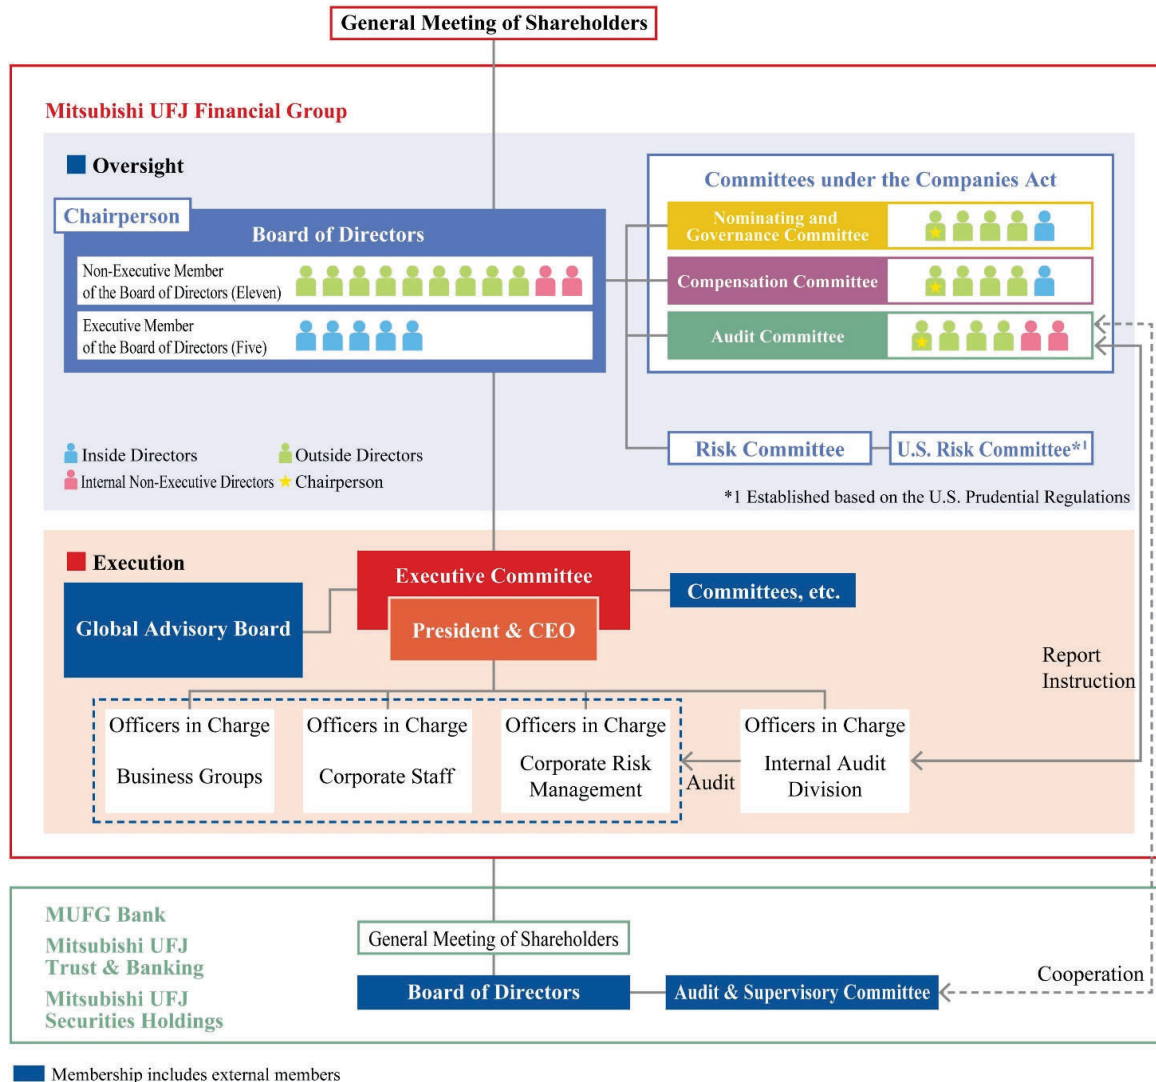 General Meeting of Shareholders
Mitsubishi UFJ Financial Group
Oversight
Chairperson
Board of Directors
Non-Executive Member
of the Board of Directors (Eleven)
Executive Member
of the Board of Directors (Five)
Committees under the Companies Act
Nominating and
Governance Committee
Compensation Committee
Audit Committee
Risk Committee
U.S. Risk Committee*1
Inside Directors
Outside Directors
Internal Non-Executive Directors
Chairperson
*1 Established based on the U.S. Prudential Regulations
Execution
Executive Committee
President & CEO
Global Advisory Board
Committees, etc.
Report
Instruction
Officers in Charge
Business Groups
Officers in Charge
Corporate Staff
Officers in Charge
Corporate Risk
Management
Audit
Officers in Charge
Internal Audit
Division
MUFG Bank
Mitsubishi UFJ
Trust & Banking
Mitsubishi UFJ
Securities Holdings
General Meeting of Shareholders
Board of Directors
Audit & Supervisory Committee
Cooperation
Membership includes external members